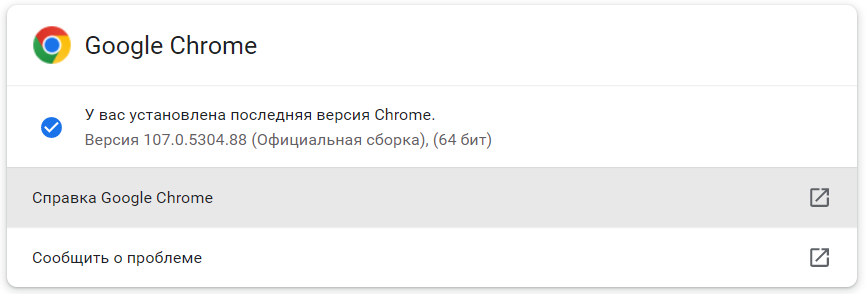 Google Chrome
У вас установлена последняя версия Chrome.
Версия 107.0.5304.88 (Официальная сборка), (64 бит)
Справка Google Chrome
Сообщить о проблеме